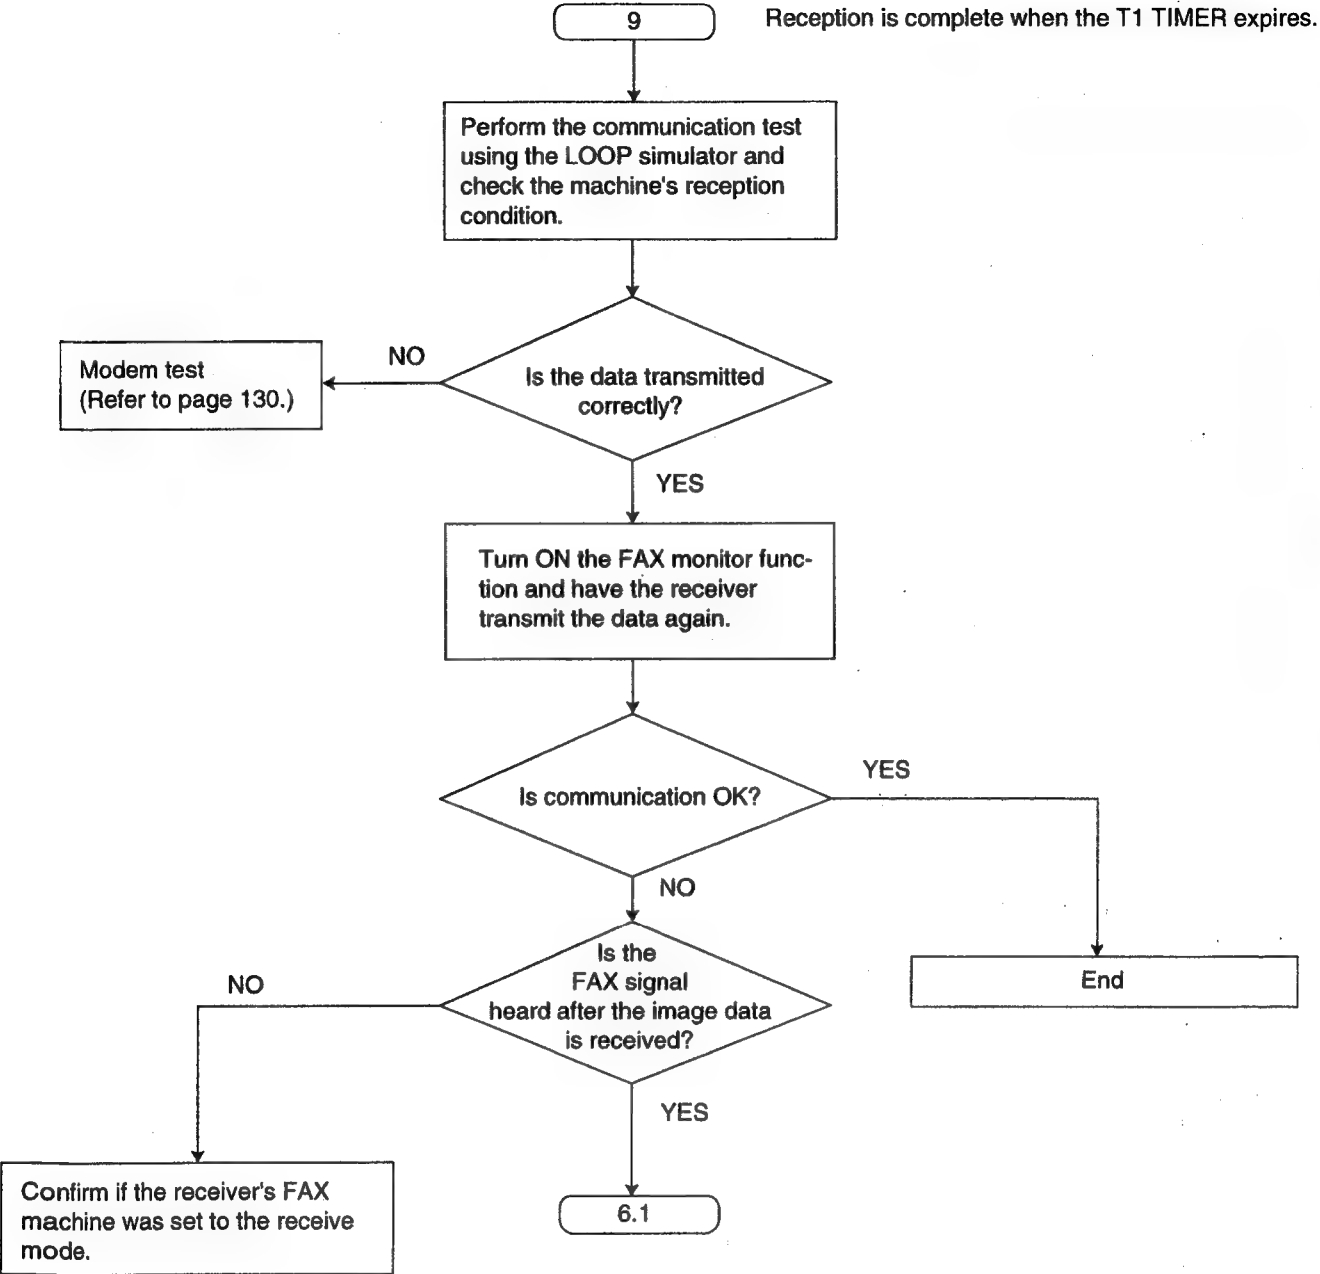 9
Reception is complete when the T1 TIMER expires.
Perform the communication test
using the LOOP simulator and
check the machine's reception
condition.
NO
Modem test
(Refer to page 130.)
Is the data transmitted
correctly?
YES
Turn ON the FAX monitor func-
tion and have the receiver
transmit the data again.
YES
Is communication OK?
NO
Is the
FAX signal
heard after the image data
is received?
NO
End
YES
Confirm if the receiver's FAX
machine was set to the receive
mode.
6.1